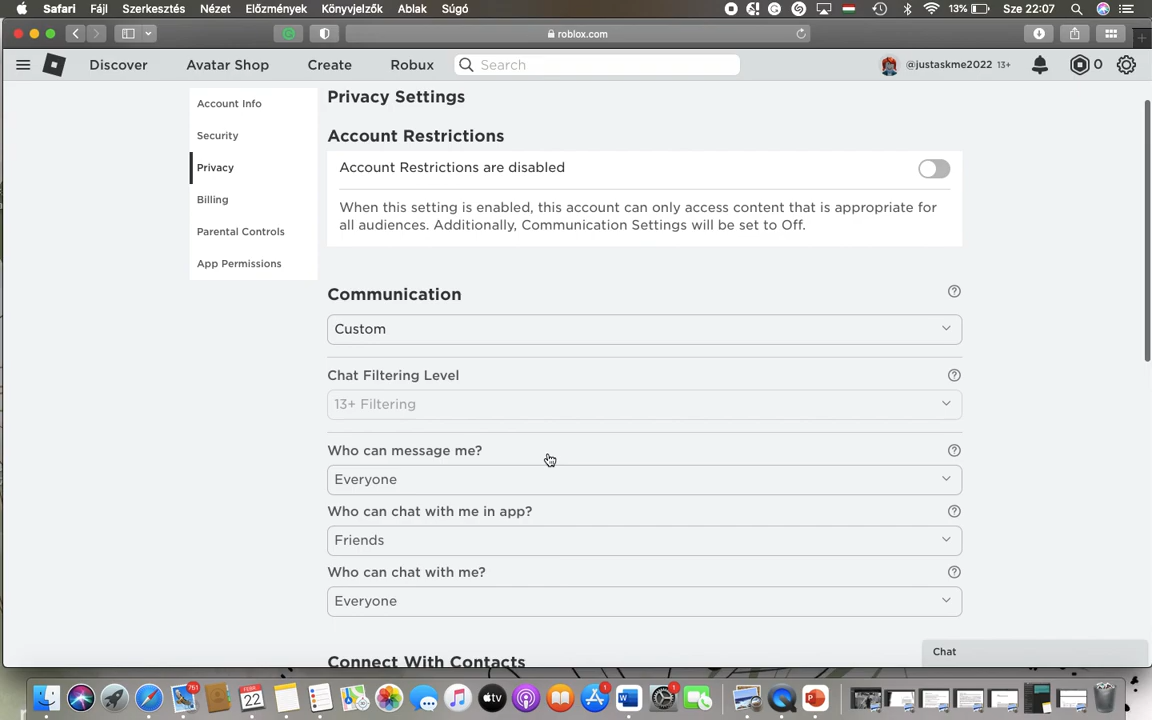 Safari Fájl Szerkesztés Nézet Előzmények Könyvjelzők Ablak Súgó 13% Sze 22:07
roblox.com
Discover Avatar Shop Create Robux Search @justaskme2022 13+ 0
Account Info
Security
Privacy
Billing
Parental Controls
App Permissions
Privacy Settings
Account Restrictions
Account Restrictions are disabled
When this setting is enabled, this account can only access content that is appropriate for
all audiences. Additionally, Communication Settings will be set to Off.
Communication
Custom
Chat Filtering Level
13+ Filtering
Who can message me?
Everyone
Who can chat with me in app?
Friends
Who can chat with me?
Everyone
Connect With Contacts
Chat
761
22
1
1
tv